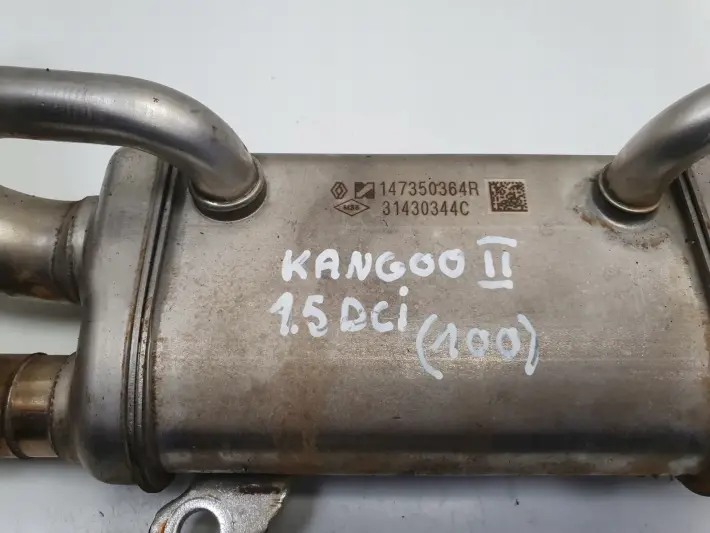 147350364R
31430344C
KANGOO II
1.5 DCi
(100)